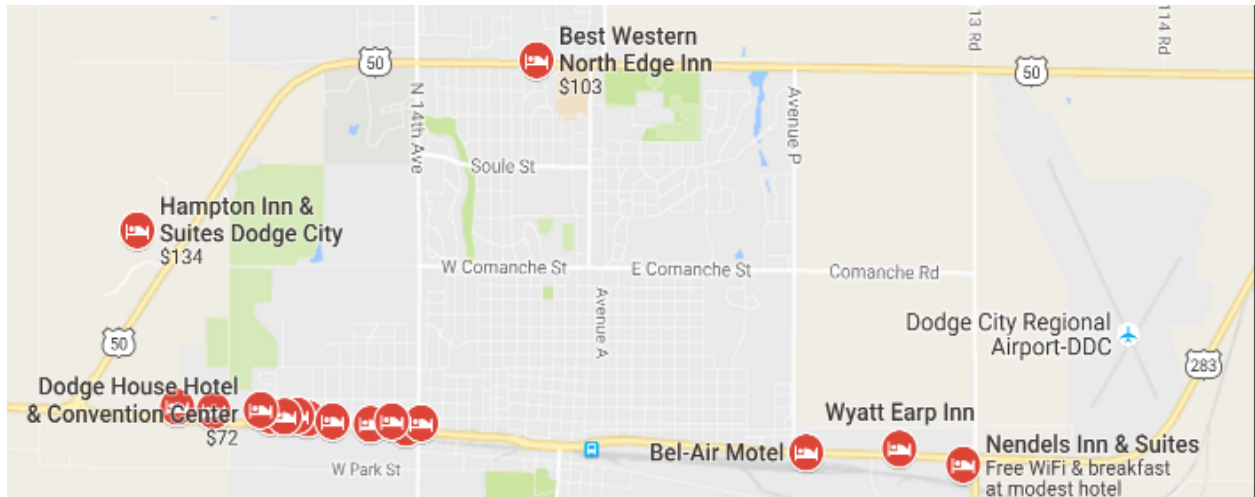 13 Rd
114 Rd
Best Western
North Edge Inn
$103
50
50
N 14th Ave
Avenue P
Soule St
Hampton Inn &
Suites Dodge City
$134
W Comanche St
E Comanche St
Comanche Rd
Avenue A
Dodge City Regional
Airport-DDC
50
283
Dodge House Hotel
& Convention Center
$72
Wyatt Earp Inn
Bel-Air Motel
Nendels Inn & Suites
Free WiFi & breakfast
at modest hotel
W Park St